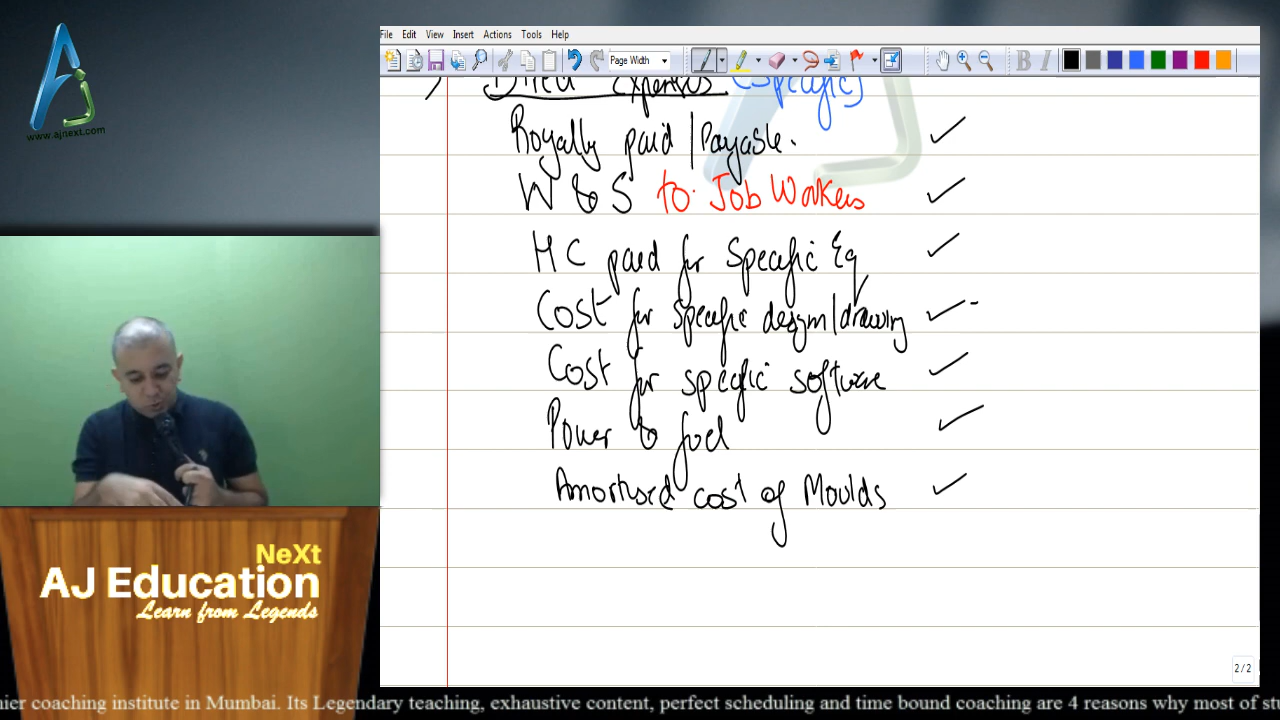 File Edit View Insert Actions Tools Help
Page Width
www.ajnext.com
Direct Expenses (Specific)
Royalty paid / Payable.
W & S to Job Workers
HC paid for Specific Eq
Cost for Specific design/drawing
Cost for specific software
Power & fuel
Amortised cost of Moulds
NeXt
AJ Education
Learn from Legends
2/2
nier coaching institute in Mumbai. Its Legendary teaching, exhaustive content, perfect scheduling and time bound coaching are 4 reasons why most of st